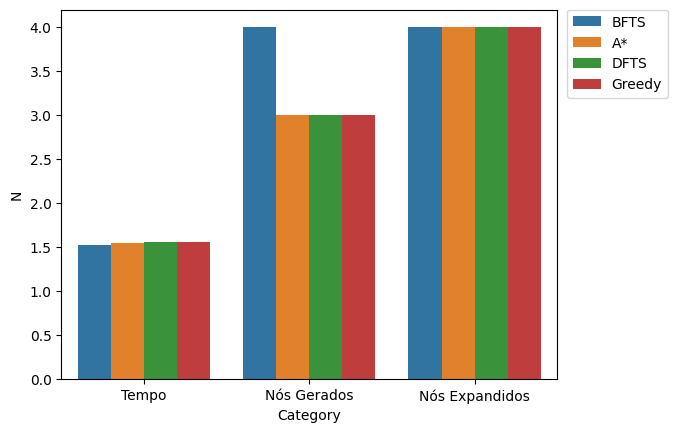 BFTS
A*
DFTS
Greedy
4.0
3.5
3.0
2.5
2.0
1.5
1.0
0.5
0.0
N
Tempo
Nós Gerados
Nós Expandidos
Category